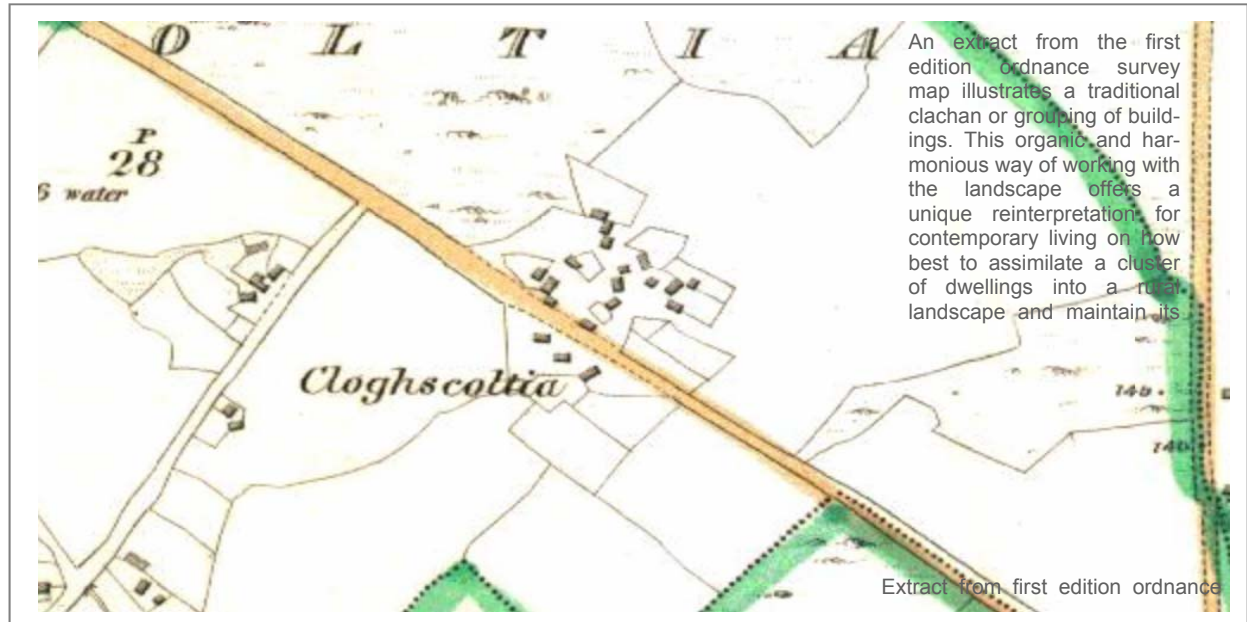 O L T I A
An extract from the first
edition ordnance survey
map illustrates a traditional
clachan or grouping of build-
ings. This organic and har-
monious way of working with
the landscape offers a
unique reinterpretation for
contemporary living on how
best to assimilate a cluster
of dwellings into a rural
landscape and maintain its
P
28
6 water
Cloghscoltia
140
140
Extract from first edition ordnance